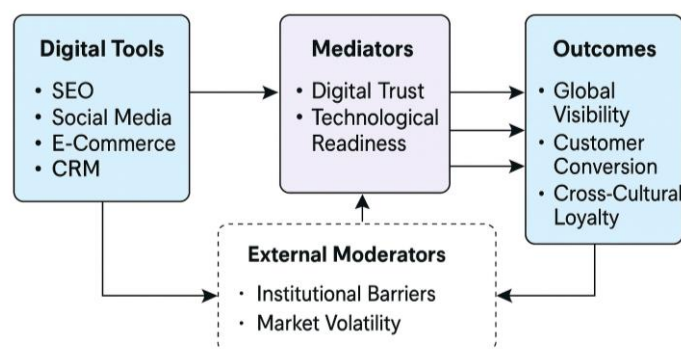 Digital Tools
• SEO
• Social Media
• E-Commerce
• CRM
Mediators
• Digital Trust
• Technological
Readiness
Outcomes
• Global
Visibility
• Customer
Conversion
• Cross-Cultural
Loyalty
External Moderators
• Institutional Barriers
• Market Volatility